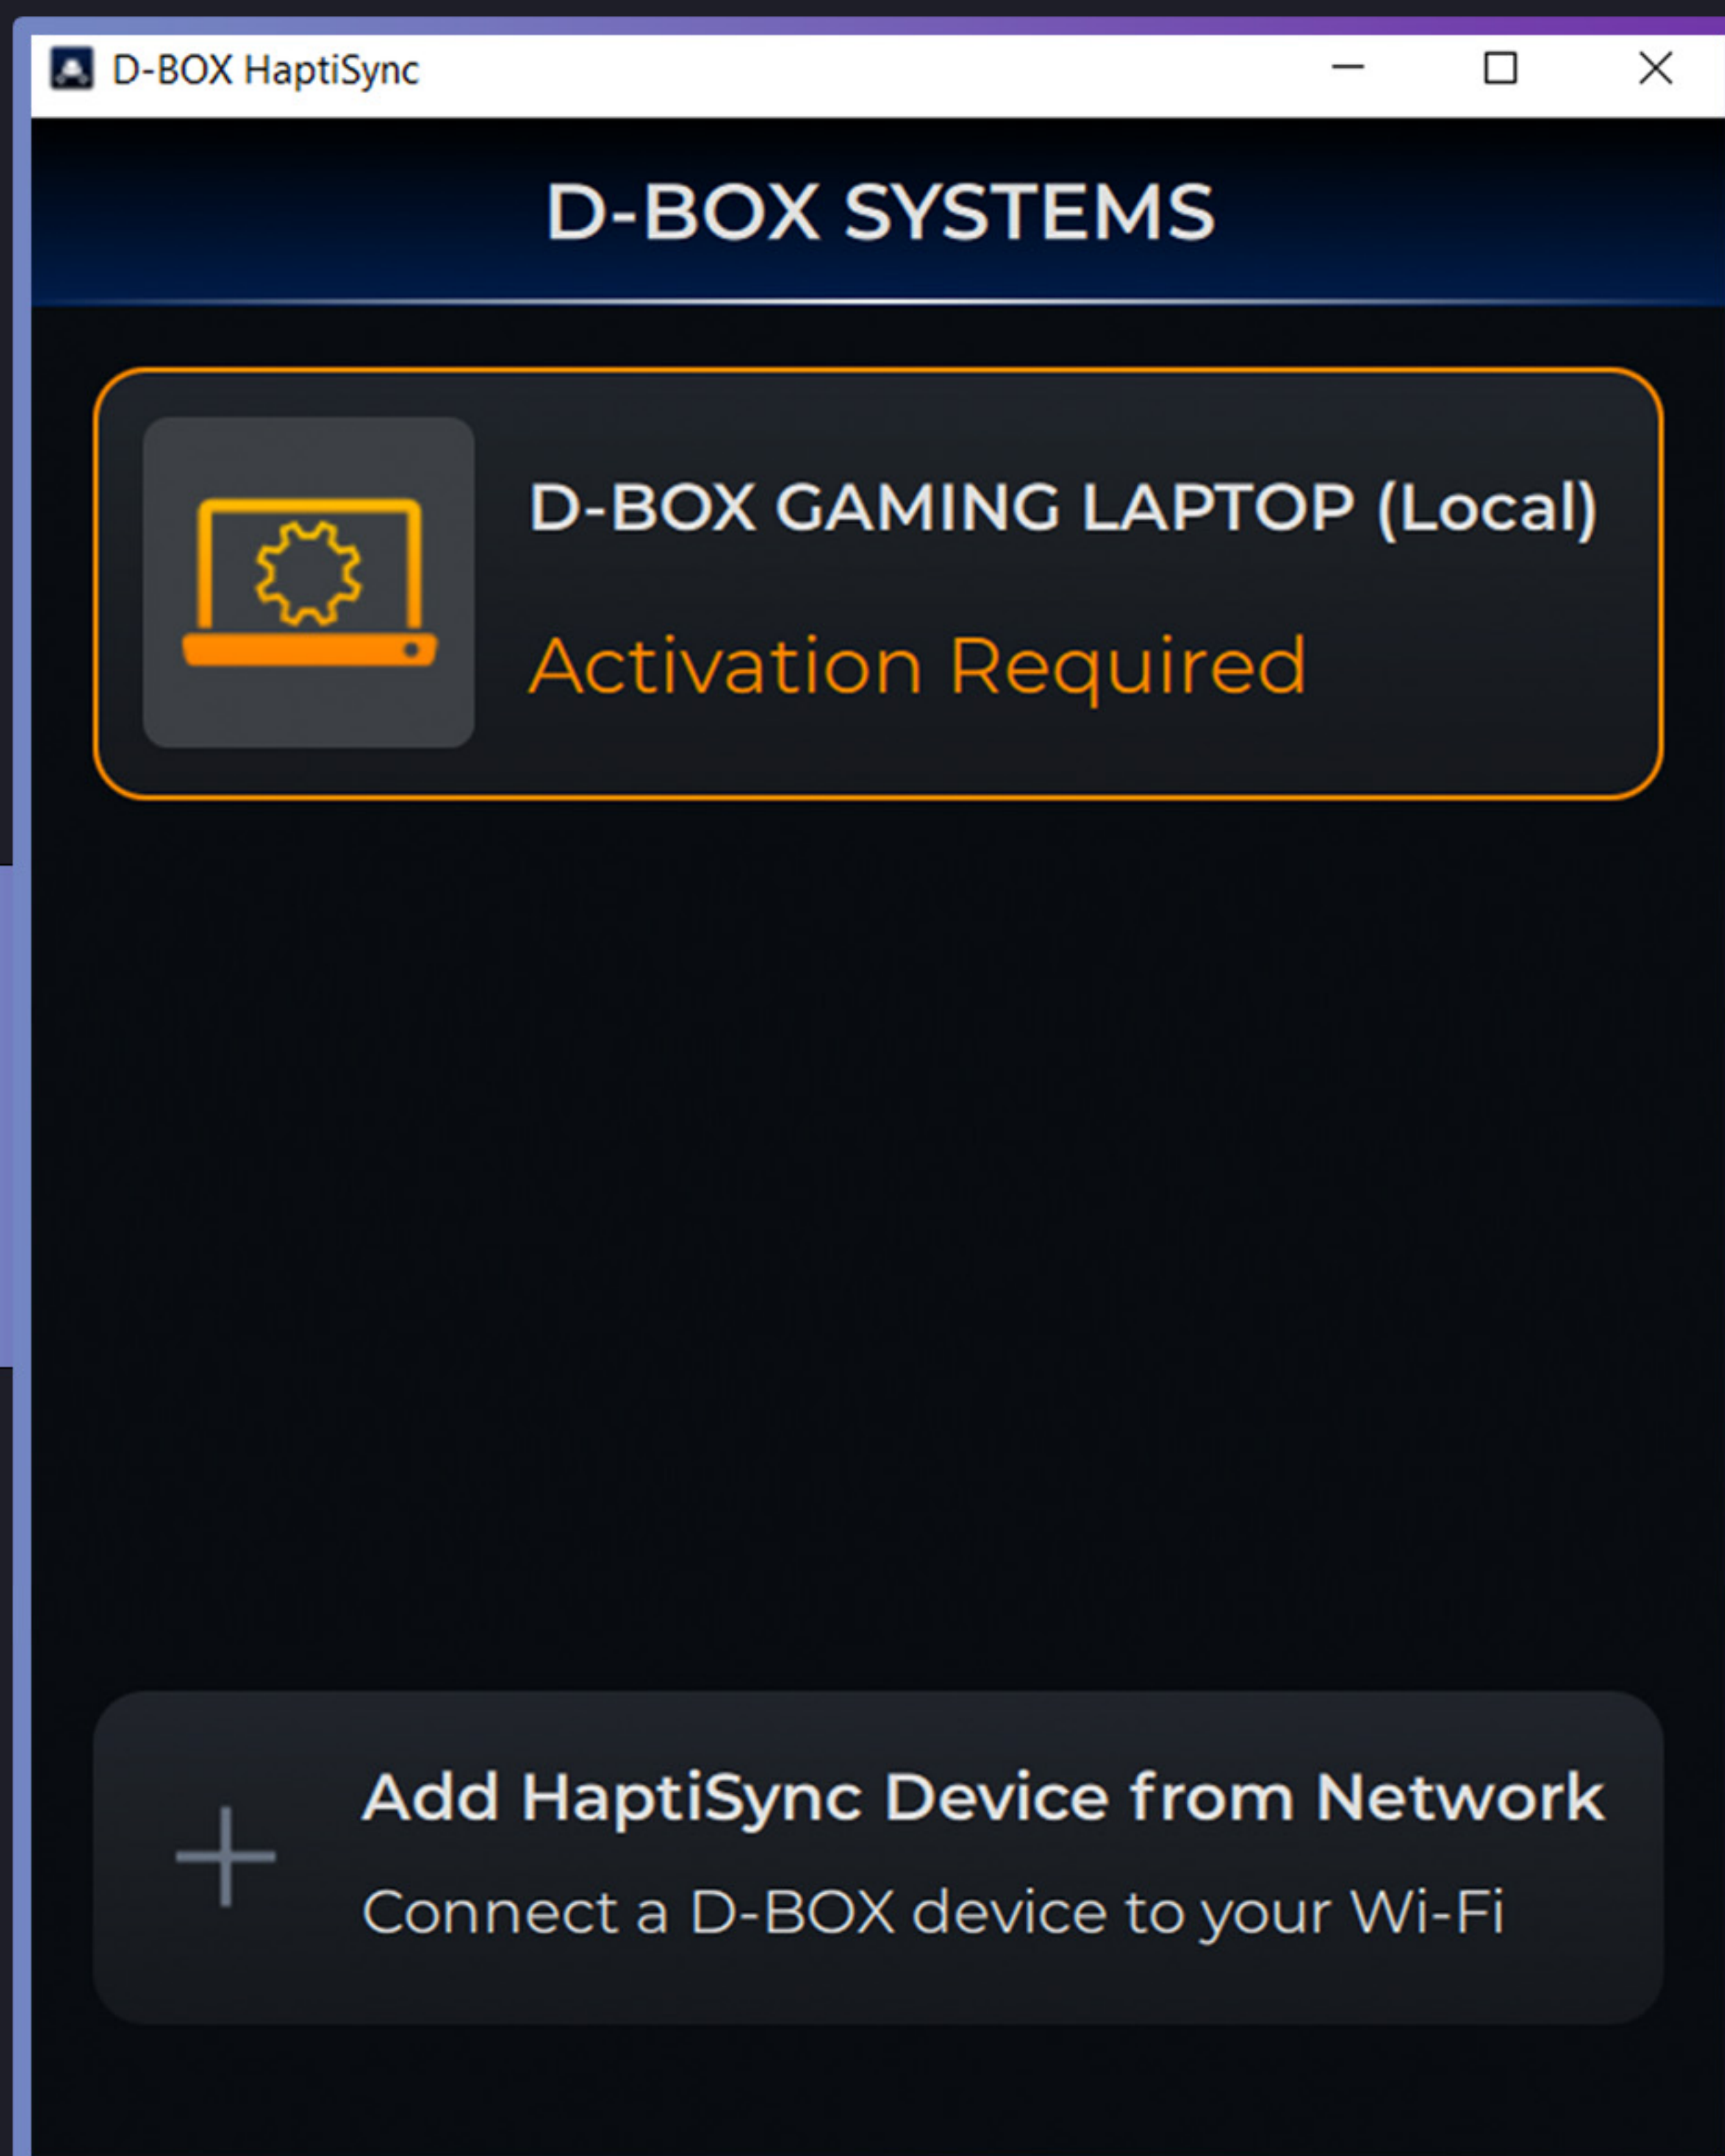 D-BOX HaptiSync
D-BOX SYSTEMS
D-BOX GAMING LAPTOP (Local)
Activation Required
Add HaptiSync Device from Network
Connect a D-BOX device to your Wi-Fi